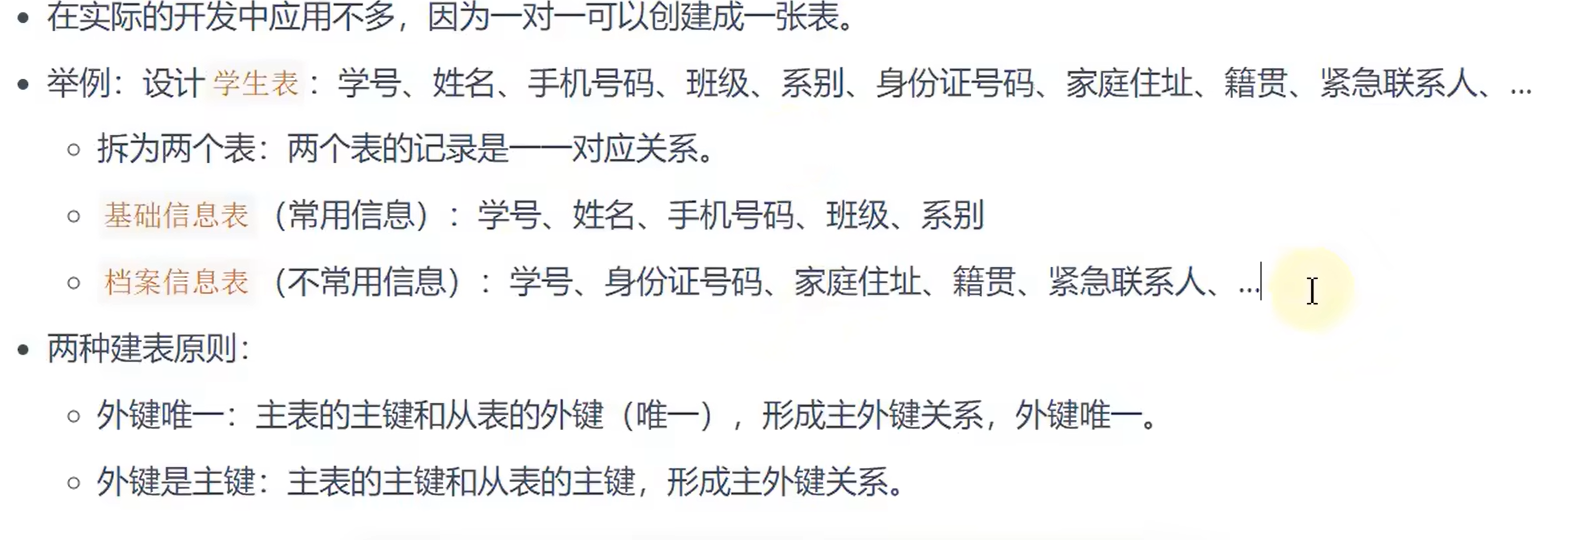 在实际的开发中应用不多，因为一对一可以创建成一张表。
举例：设计 学生表 ：学号、姓名、手机号码、班级、系别、身份证号码、家庭住址、籍贯、紧急联系人、...
拆为两个表：两个表的记录是一一对应关系。
基础信息表 （常用信息）：学号、姓名、手机号码、班级、系别
档案信息表 （不常用信息）：学号、身份证号码、家庭住址、籍贯、紧急联系人、...
两种建表原则：
外键唯一：主表的主键和从表的外键（唯一），形成主外键关系，外键唯一。
外键是主键：主表的主键和从表的主键，形成主外键关系。